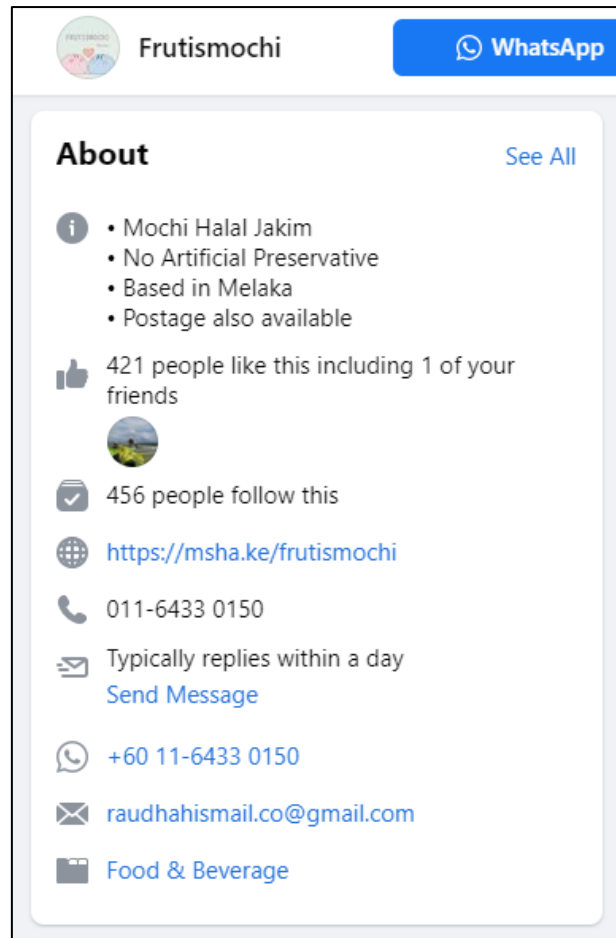 FRUTISMOCHI
Frutismochi
WhatsApp
About
See All
• Mochi Halal Jakim
• No Artificial Preservative
• Based in Melaka
• Postage also available
421 people like this including 1 of your
friends
456 people follow this
https://msha.ke/frutismochi
011-6433 0150
Typically replies within a day
Send Message
+60 11-6433 0150
raudhahismail.co@gmail.com
Food & Beverage